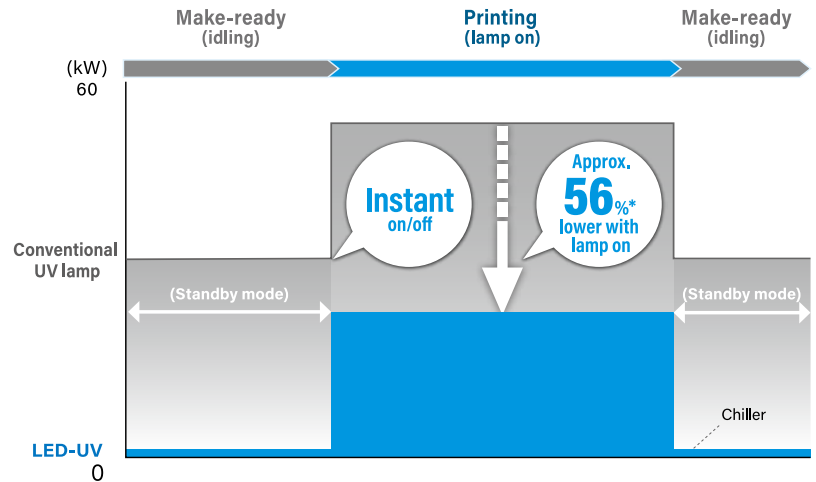 Make-ready
(idling)
Printing
(lamp on)
Make-ready
(idling)
(kW)
60
Instant
on/off
Approx.
56%*
lower with
lamp on
Conventional
UV lamp
(Standby mode)
(Standby mode)
Chiller
LED-UV
0